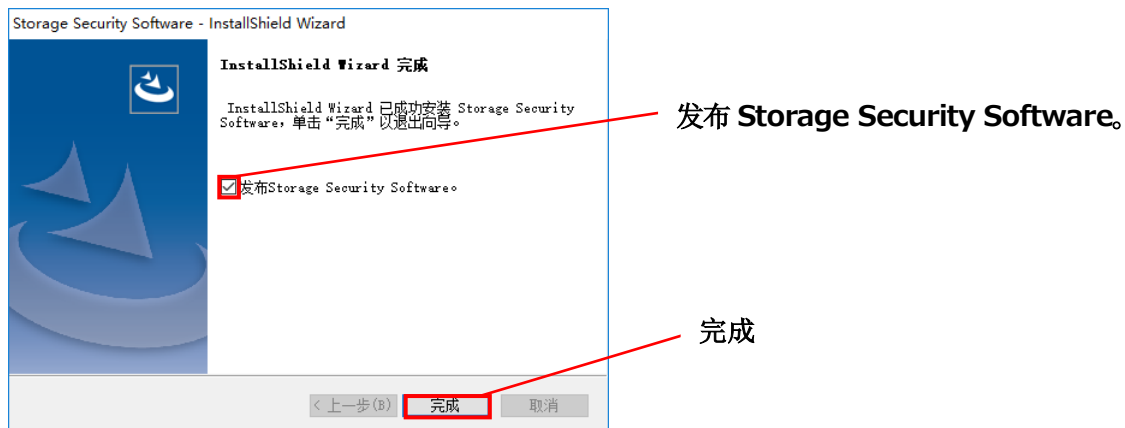 Storage Security Software - InstallShield Wizard
InstallShield Wizard 完成
InstallShield Wizard 已成功安装 Storage Security
Software，单击“完成”以退出向导。
发布Storage Security Software。
< 上一步(B)
完成
取消
发布 Storage Security Software。
完成